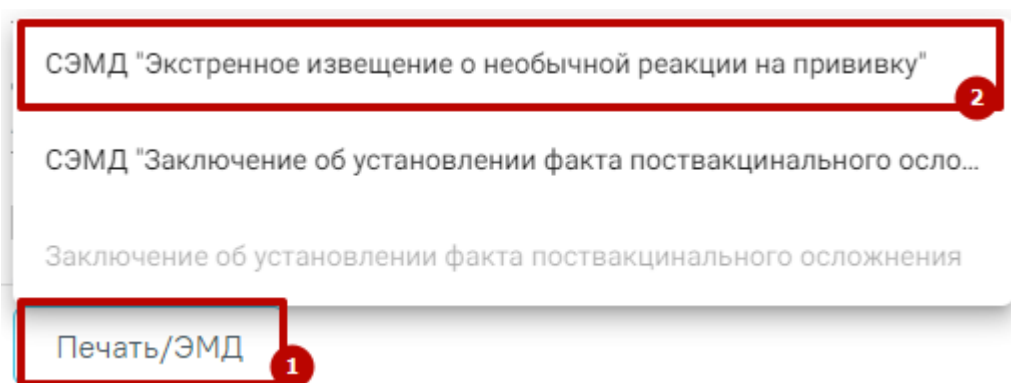 СЭМД "Экстренное извещение о необычной реакции на прививку"
2
СЭМД "Заключение об установлении факта поствакцинального осло...
Заключение об установлении факта поствакцинального осложнения
Печать/ЭМД
1